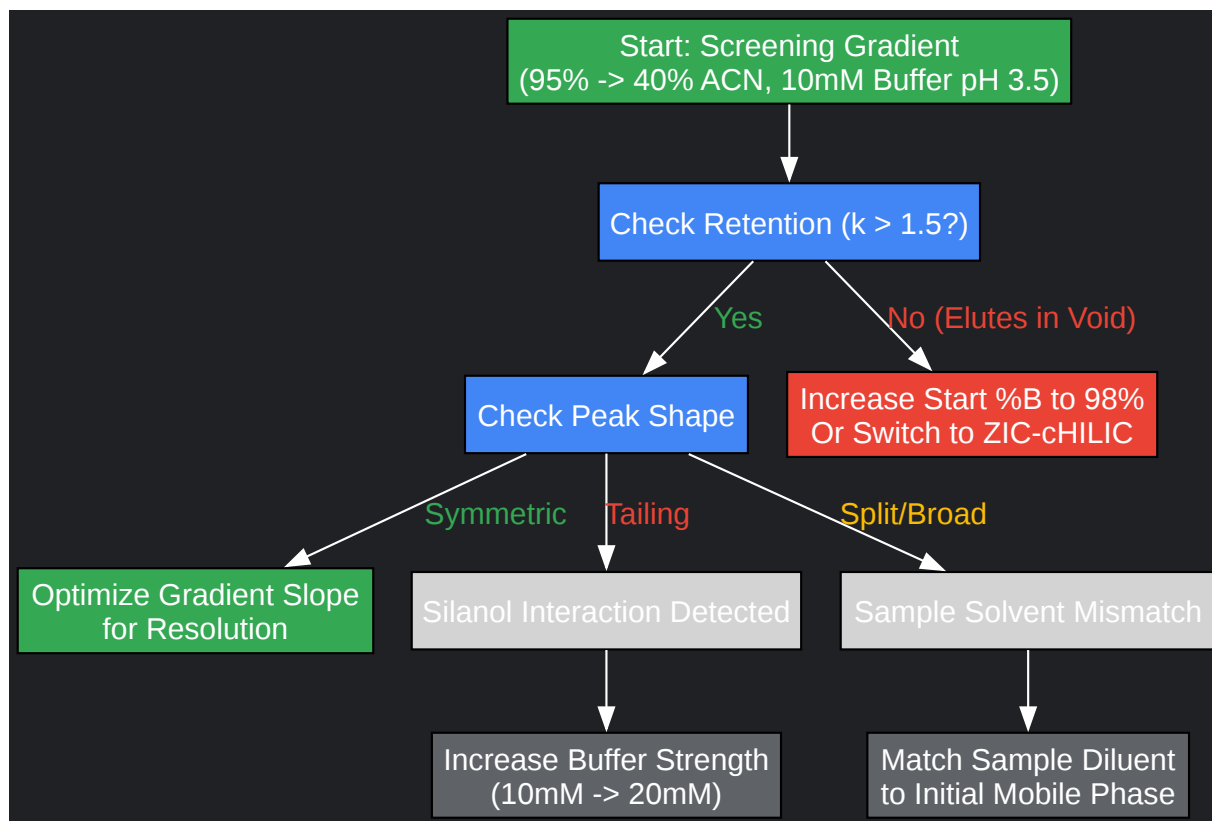 Start: Screening Gradient
(95% -> 40% ACN, 10mM Buffer pH 3.5)
Check Retention (k > 1.5?)
Yes
No (Elutes in Void)
Check Peak Shape
Increase Start %B to 98%
Or Switch to ZIC-cHILIC
Symmetric
Tailing
Split/Broad
Optimize Gradient Slope
for Resolution
Silanol Interaction Detected
Sample Solvent Mismatch
Increase Buffer Strength
(10mM -> 20mM)
Match Sample Diluent
to Initial Mobile Phase